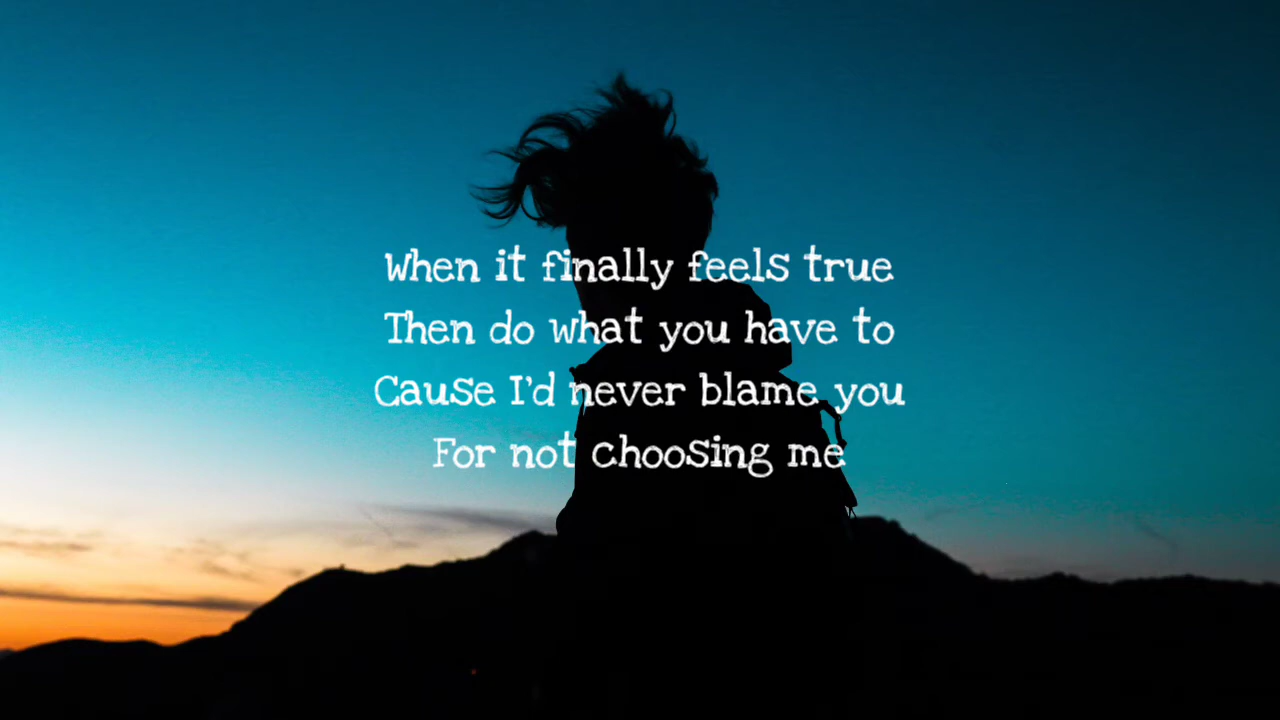 When it finally feels true
Then do what you have to
Cause I'd never blame you
For not choosing me